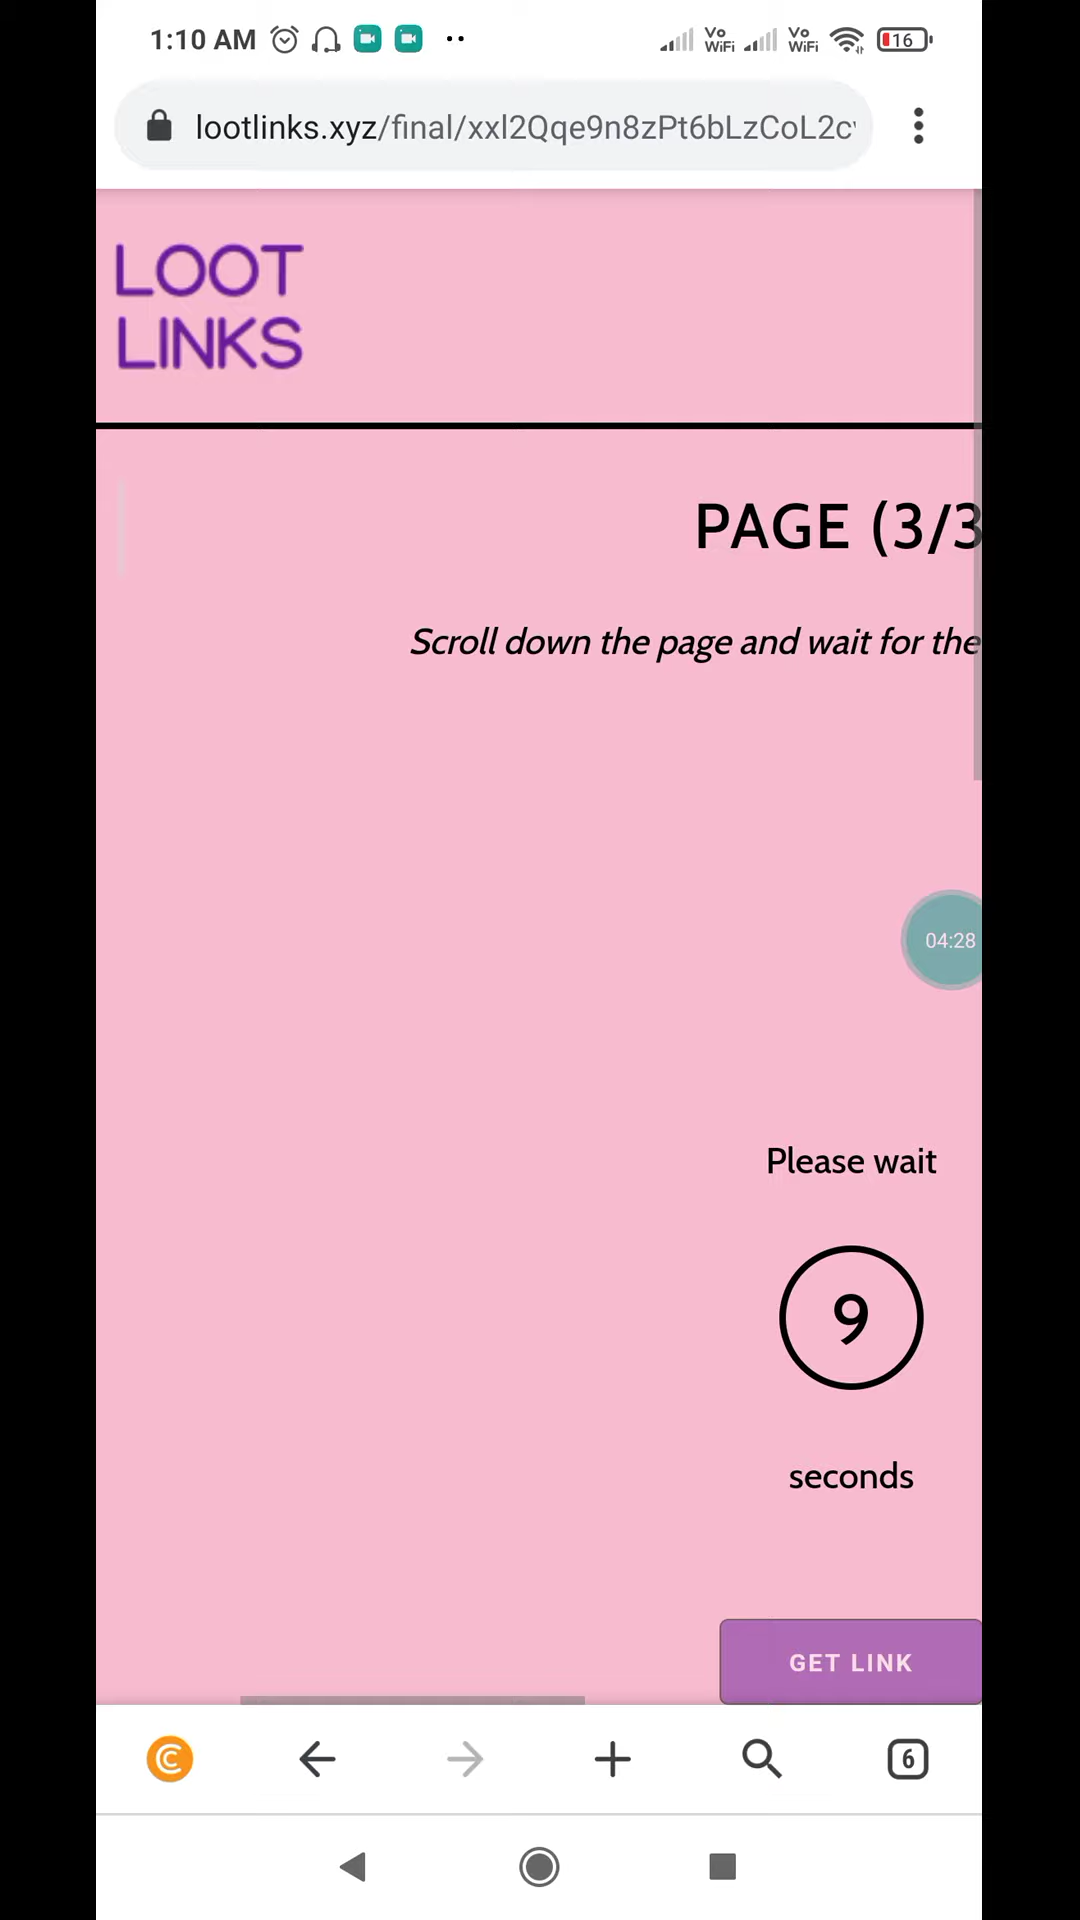 1:10 AM
Vo WiFi
Vo WiFi
16
lootlinks.xyz/final/xxl2Qqe9n8zPt6bLzCoL2c
LOOT
LINKS
PAGE (3/3
Scroll down the page and wait for the
04:28
Please wait
9
seconds
GET LINK
6